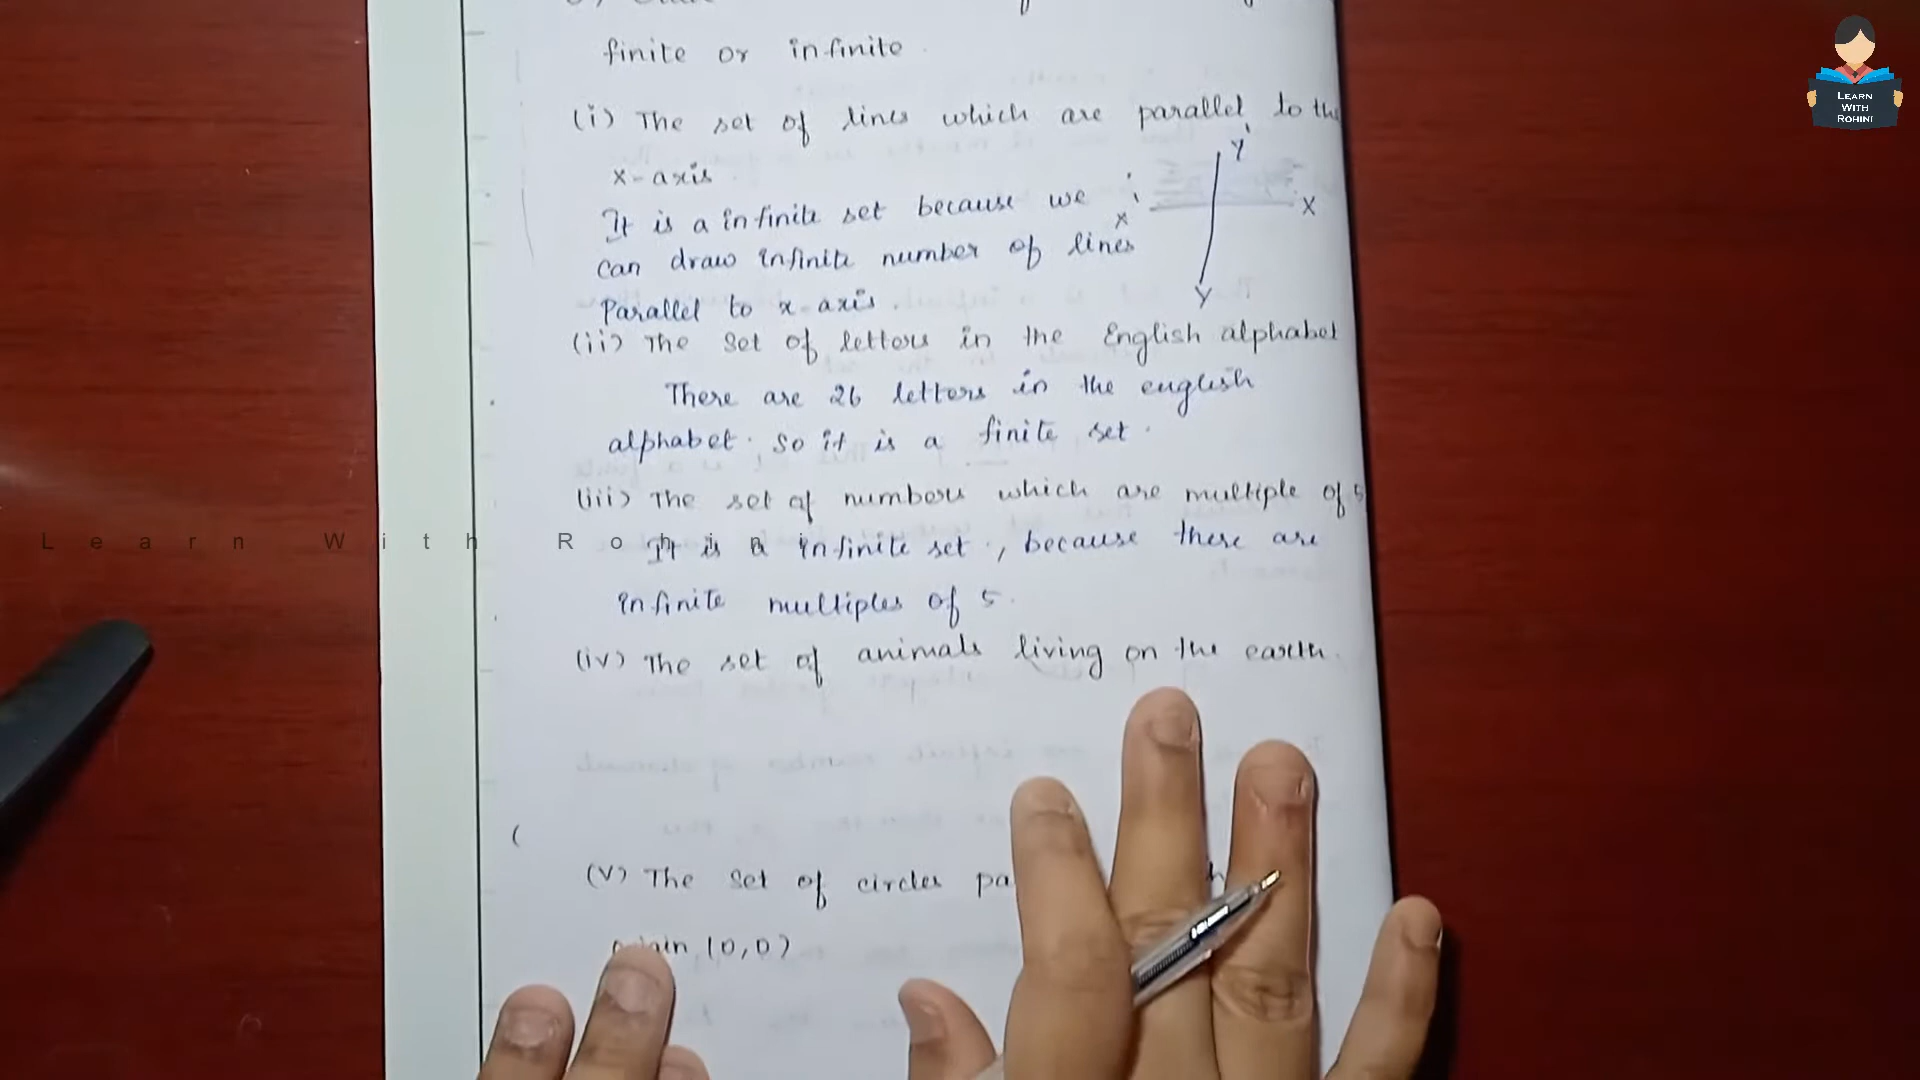 finite or infinite.
(i) The set of lines which are parallel to the
x-axis.
It is a infinite set because we
can draw infinite number of lines
Parallel to x-axis.
Y'
X'
X
Y
(ii) The set of letters in the English alphabet
There are 26 letters in the english
alphabet. so it is a finite set.
(iii) The set of numbers which are multiple of 5
It is a infinite set, because there are
infinite multiples of 5.
(iv) The set of animals living on the earth.
(
(v) The set of circles
(0,0)
Learn With Rohini
LEARN
WITH
ROHINI